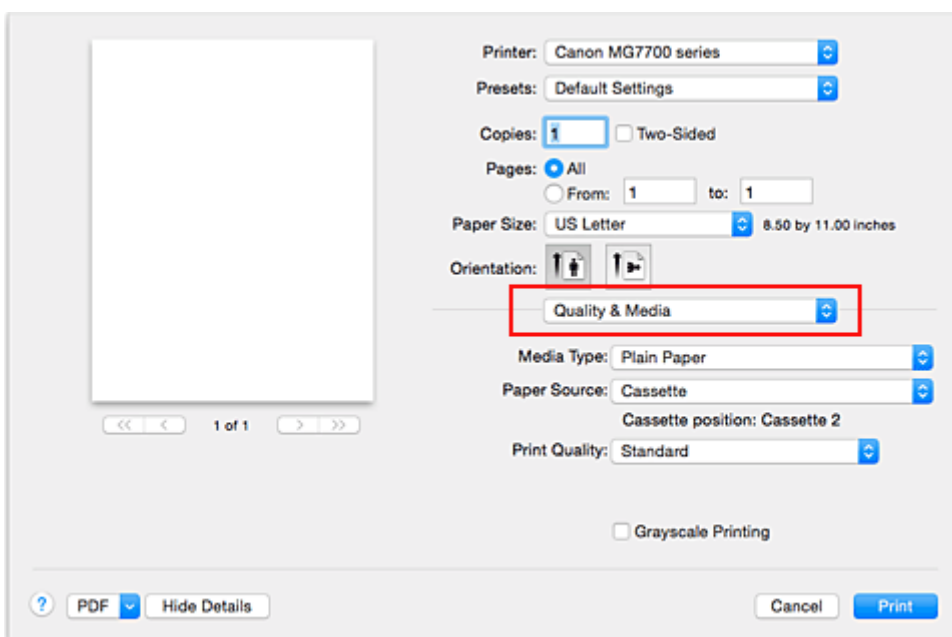 Printer: Canon MG7700 series
Presets: Default Settings
Copies: 1 Two-Sided
Pages: All
From: 1 to: 1
Paper Size: US Letter 8.50 by 11.00 inches
Orientation:
Quality & Media
Media Type: Plain Paper
Paper Source: Cassette
Cassette position: Cassette 2
<< < 1 of 1 > >>
Print Quality: Standard
Grayscale Printing
? PDF Hide Details Cancel Print